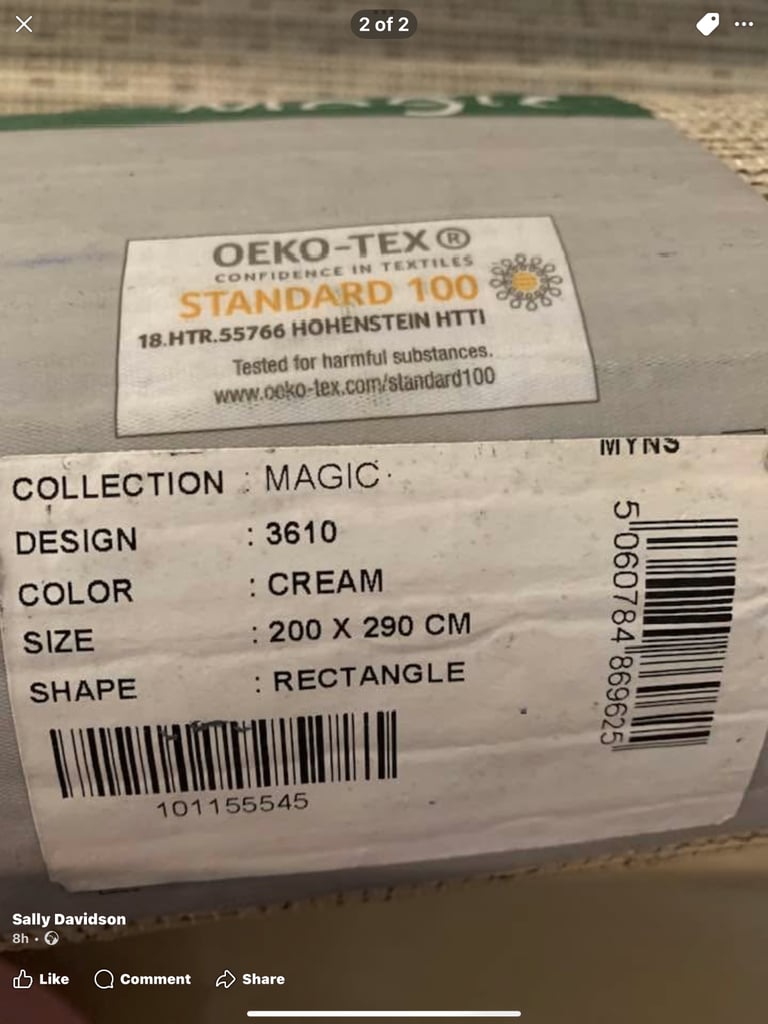 2 of 2
Magic
OEKO-TEX®
CONFIDENCE IN TEXTILES
STANDARD 100
18.HTR.55766 HOHENSTEIN HTTI
Tested for harmful substances.
www.oeko-tex.com/standard100
COLLECTION : MAGIC
DESIGN : 3610
COLOR : CREAM
SIZE : 200 X 290 CM
SHAPE : RECTANGLE
101155545
5 060784 869625
Sally Davidson
8h
Like Comment Share